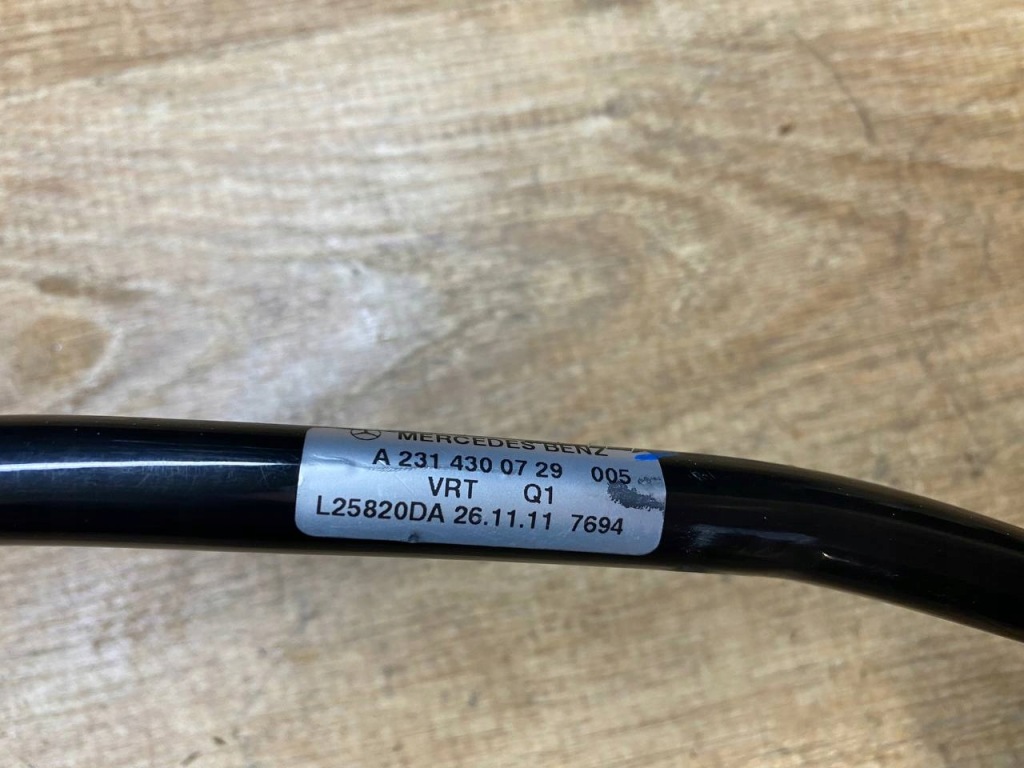 MERCEDES BENZ
A 231 430 07 29 005
VRT Q1
L25820DA 26.11.11 7694